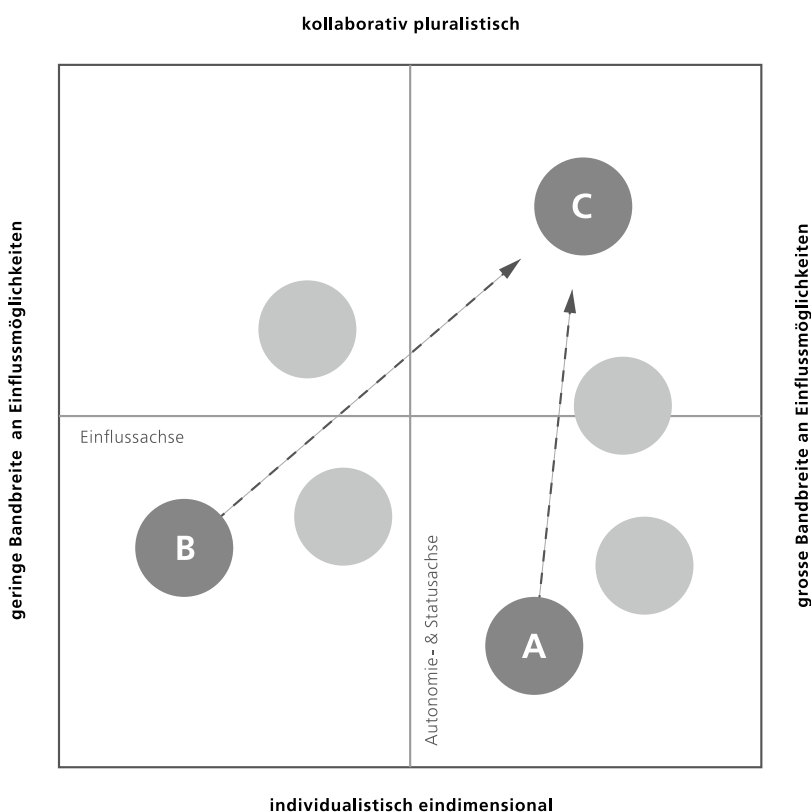 kollaborativ pluralistisch
geringe Bandbreite an Einflussmöglichkeiten
grosse Bandbreite an Einflussmöglichkeiten
C
Einflussachse
B
Autonomie- & Statusachse
A
individualistisch eindimensional